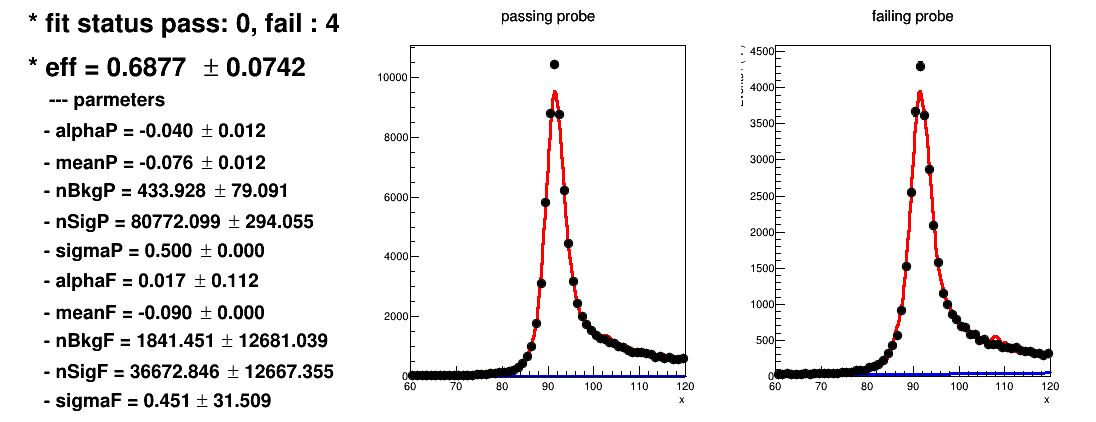 * fit status pass: 0, fail : 4
* eff = 0.6877 ± 0.0742
--- parmeters
- alphaP = -0.040 ± 0.012
- meanP = -0.076 ± 0.012
- nBkgP = 433.928 ± 79.091
- nSigP = 80772.099 ± 294.055
- sigmaP = 0.500 ± 0.000
- alphaF = 0.017 ± 0.112
- meanF = -0.090 ± 0.000
- nBkgF = 1841.451 ± 12681.039
- nSigF = 36672.846 ± 12667.355
- sigmaF = 0.451 ± 31.509
passing probe
10000
8000
6000
4000
2000
0
60 70 80 90 100 110 120
x
failing probe
4500
4000
3500
3000
2500
2000
1500
1000
500
0
60 70 80 90 100 110 120
x